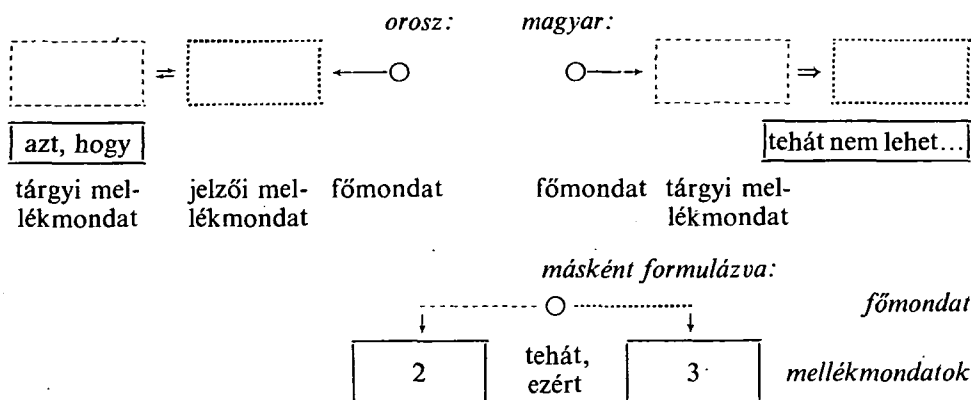 orosz: magyar:
azt, hogy tehát nem lehet...
tárgyi mel- jelzői mel- főmondat főmondat tárgyi mel-
lékmondat lékmondat lékmondat
másként formulázva:
főmondat
2 tehát, 3 mellékmondatok
ezért